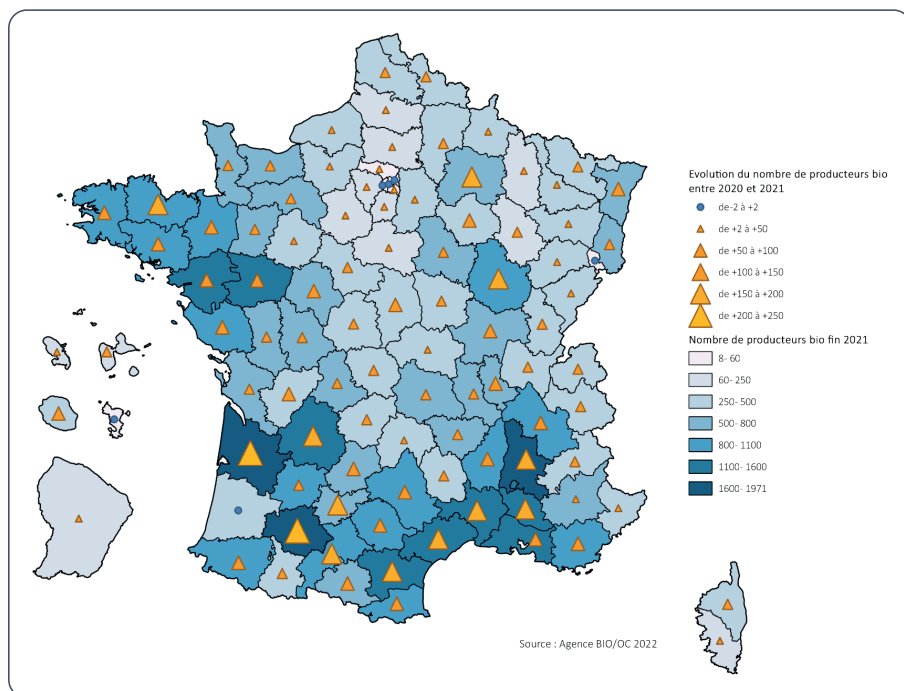 Evolution du nombre de producteurs bio
entre 2020 et 2021
de -2 à +2
de +2 à +50
de +50 à +100
de +100 à +150
de +150 à +200
de +200 à +250
Nombre de producteurs bio fin 2021
8- 60
60- 250
250- 500
500- 800
800- 1100
1100- 1600
1600- 1971
Source : Agence BIO/OC 2022